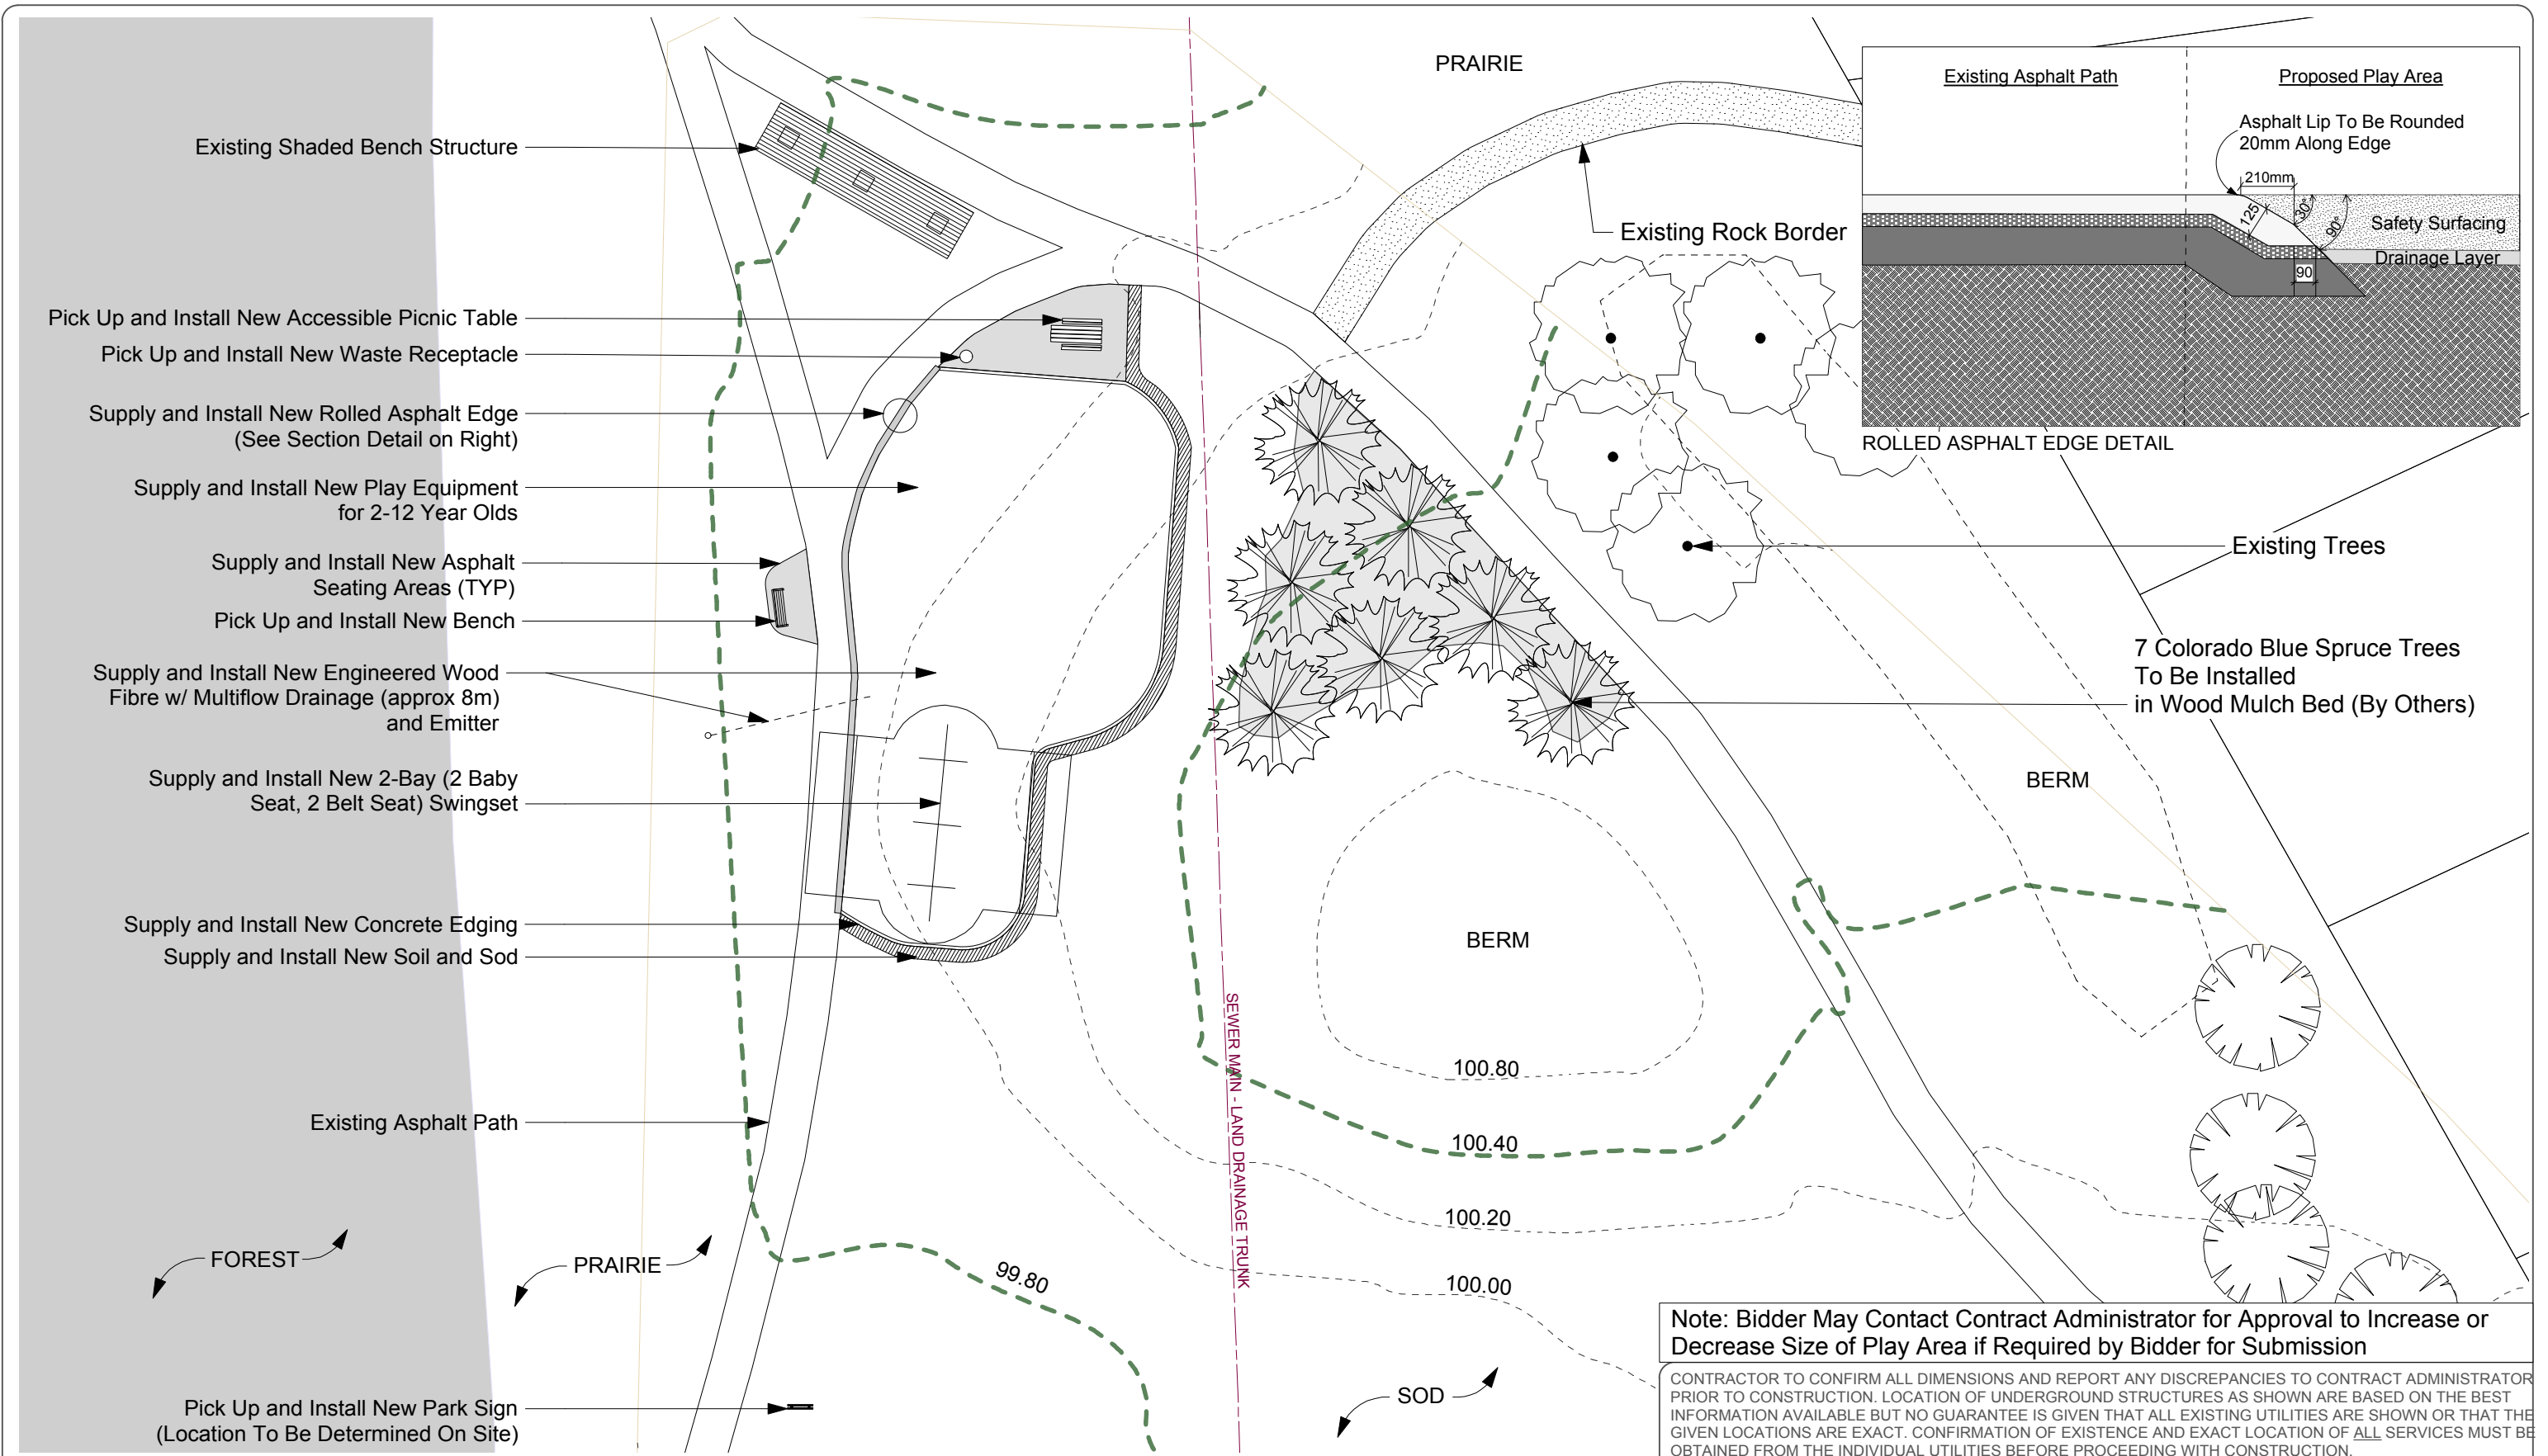 PRAIRIE
Existing Asphalt Path
Proposed Play Area
Asphalt Lip To Be Rounded
20mm Along Edge
210mm
125
30°
90°
Safety Surfacing
Drainage Layer
90
ROLLED ASPHALT EDGE DETAIL
Existing Shaded Bench Structure
Existing Rock Border
Pick Up and Install New Accessible Picnic Table
Pick Up and Install New Waste Receptacle
Supply and Install New Rolled Asphalt Edge
(See Section Detail on Right)
Supply and Install New Play Equipment
for 2-12 Year Olds
Supply and Install New Asphalt
Seating Areas (TYP)
Existing Trees
Pick Up and Install New Bench
7 Colorado Blue Spruce Trees
To Be Installed
in Wood Mulch Bed (By Others)
Supply and Install New Engineered Wood
Fibre w/ Multiflow Drainage (approx 8m)
and Emitter
Supply and Install New 2-Bay (2 Baby
Seat, 2 Belt Seat) Swingset
BERM
Supply and Install New Concrete Edging
Supply and Install New Soil and Sod
BERM
SEWER MAIN - LAND DRAINAGE TRUNK
100.80
Existing Asphalt Path
100.40
100.20
FOREST
PRAIRIE
99.80
100.00
Pick Up and Install New Park Sign
(Location To Be Determined On Site)
SOD
Note: Bidder May Contact Contract Administrator for Approval to Increase or
Decrease Size of Play Area if Required by Bidder for Submission
CONTRACTOR TO CONFIRM ALL DIMENSIONS AND REPORT ANY DISCREPANCIES TO CONTRACT ADMINISTRATOR
PRIOR TO CONSTRUCTION. LOCATION OF UNDERGROUND STRUCTURES AS SHOWN ARE BASED ON THE BEST
INFORMATION AVAILABLE BUT NO GUARANTEE IS GIVEN THAT ALL EXISTING UTILITIES ARE SHOWN OR THAT THE
GIVEN LOCATIONS ARE EXACT. CONFIRMATION OF EXISTENCE AND EXACT LOCATION OF ALL SERVICES MUST BE
OBTAINED FROM THE INDIVIDUAL UTILITIES BEFORE PROCEEDING WITH CONSTRUCTION.